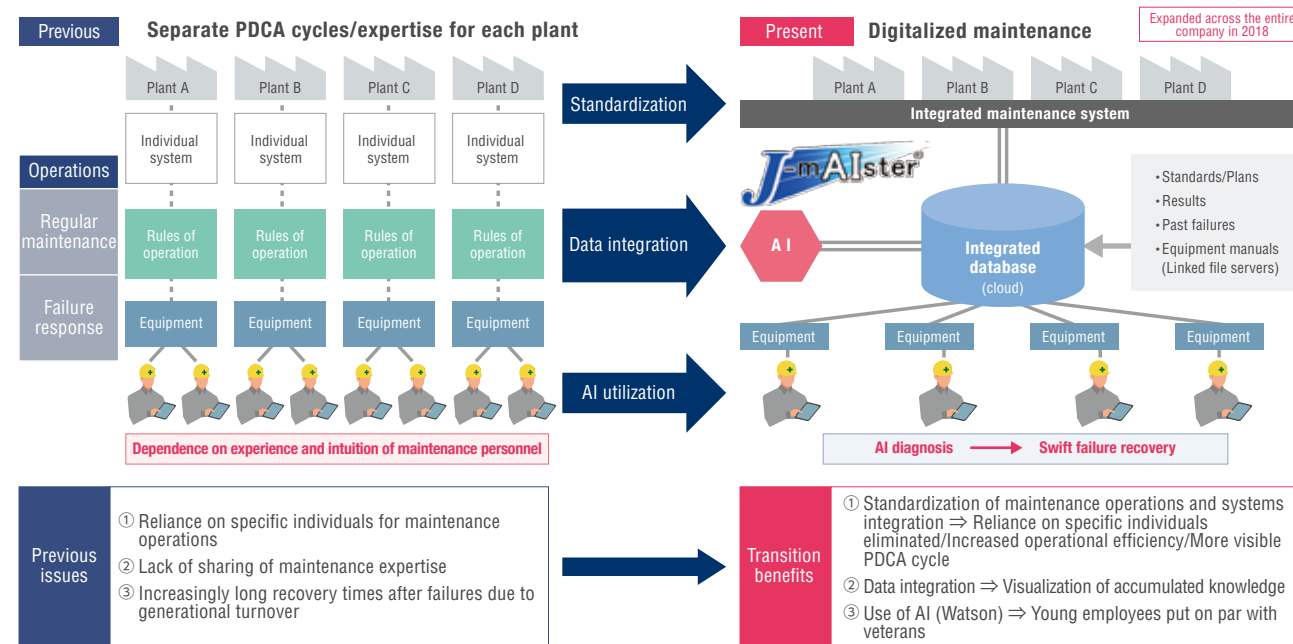 Previous
Separate PDCA cycles/expertise for each plant
Plant A
Plant B
Plant C
Plant D
Individual
system
Individual
system
Individual
system
Individual
system
Operations
Regular
maintenance
Rules of
operation
Rules of
operation
Rules of
operation
Rules of
operation
Failure
response
Equipment
Equipment
Equipment
Equipment
Dependence on experience and intuition of maintenance personnel
Standardization
Data integration
AI utilization
Present
Digitalized maintenance
Expanded across the entire
company in 2018
Plant A
Plant B
Plant C
Plant D
Integrated maintenance system
J-mAIster®
AI
Integrated
database
(cloud)
・Standards/Plans
・Results
・Past failures
・Equipment manuals
(Linked file servers)
Equipment
Equipment
Equipment
Equipment
AI diagnosis
Swift failure recovery
Previous
issues
① Reliance on specific individuals for maintenance
operations
② Lack of sharing of maintenance expertise
③ Increasingly long recovery times after failures due to
generational turnover
Transition
benefits
① Standardization of maintenance operations and systems
integration ⇒ Reliance on specific individuals
eliminated/Increased operational efficiency/More visible
PDCA cycle
② Data integration ⇒ Visualization of accumulated knowledge
③ Use of AI (Watson) ⇒ Young employees put on par with
veterans